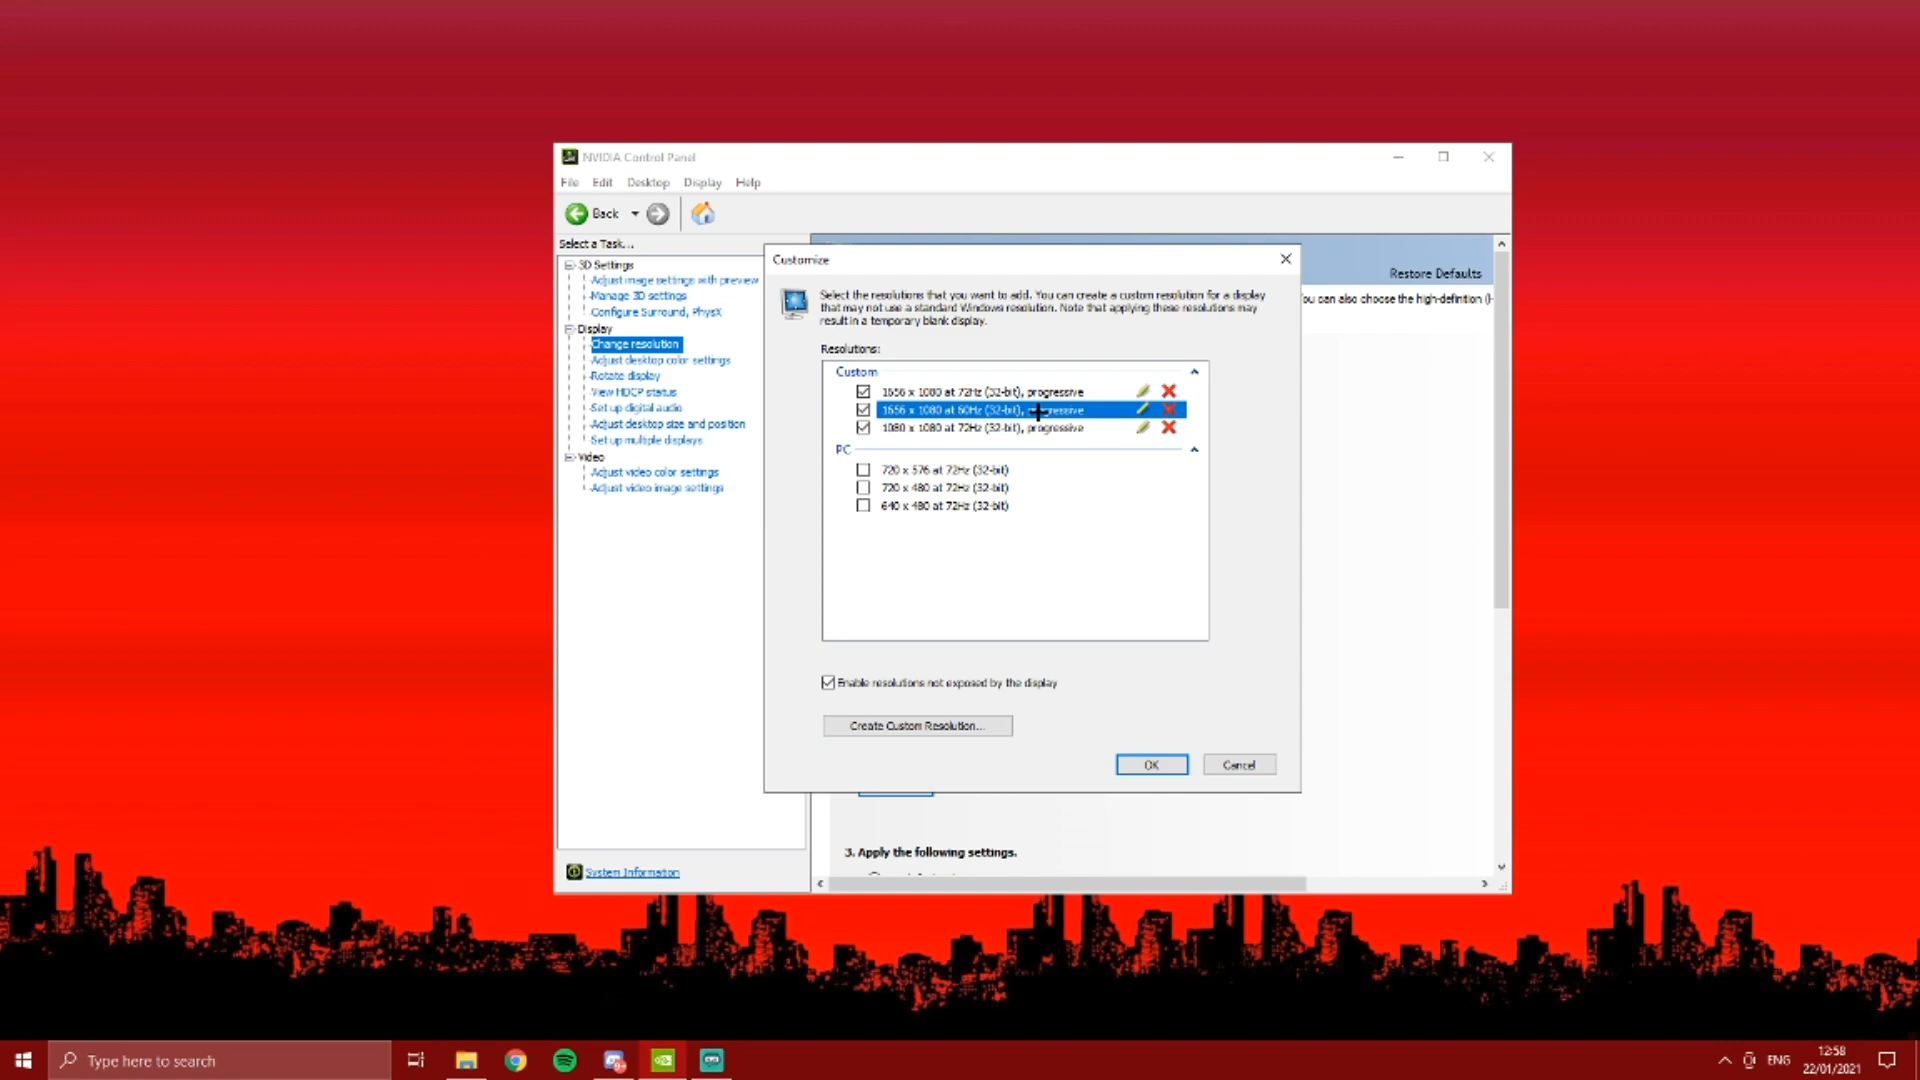 NVIDIA Control Panel
File Edit Desktop Display Help
Back
Select a Task...
3D Settings
Adjust image settings with preview
Manage 3D settings
Configure Surround, PhysX
Display
Change resolution
Adjust desktop color settings
Rotate display
View HDCP status
Set up digital audio
Adjust desktop size and position
Set up multiple displays
Video
Adjust video color settings
Adjust video image settings
System Information
Restore Defaults
You can also choose the high-definition (H
Customize
Select the resolutions that you want to add. You can create a custom resolution for a display
that may not use a standard Windows resolution. Note that applying these resolutions may
result in a temporary blank display.
Resolutions:
Custom
1656 x 1080 at 72Hz (32-bit), progressive
1656 x 1080 at 60Hz (32-bit), progressive
1080 x 1080 at 72Hz (32-bit), progressive
PC
720 x 576 at 72Hz (32-bit)
720 x 480 at 72Hz (32-bit)
640 x 480 at 72Hz (32-bit)
Enable resolutions not exposed by the display
Create Custom Resolution...
OK Cancel
3. Apply the following settings.
Type here to search
ENG
12:58
22/01/2021